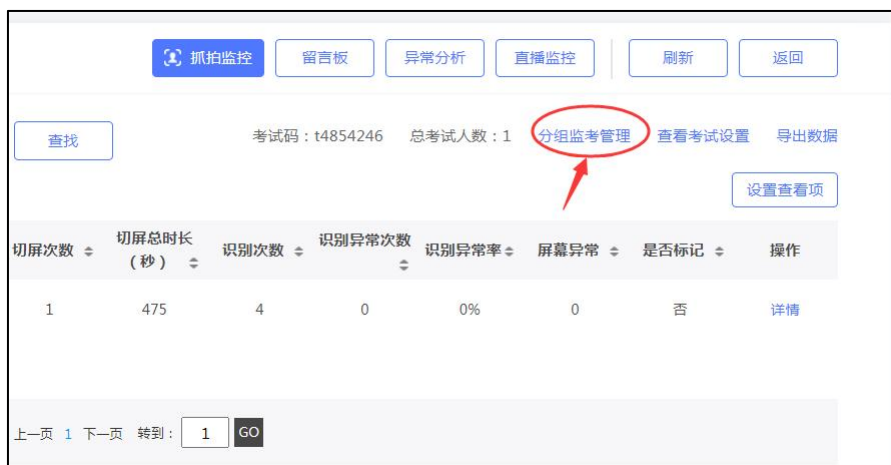 抓拍监控 留言板 异常分析 直播监控 刷新 返回
查找 考试码：t4854246 总考试人数：1 分组监考管理 查看考试设置 导出数据
设置查看项
切屏次数 切屏总时长（秒） 识别次数 识别异常次数 识别异常率 屏幕异常 是否标记 操作
1 475 4 0 0% 0 否 详情
上一页 1 下一页 转到： 1 GO